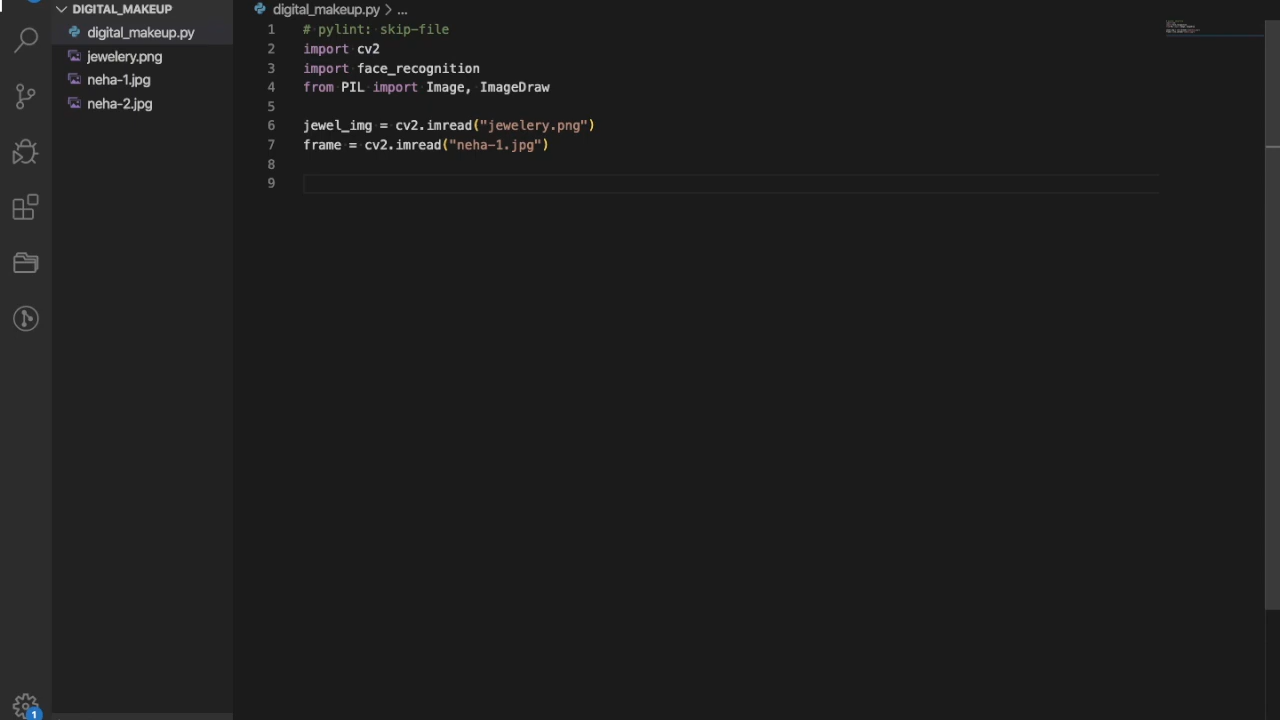 DIGITAL_MAKEUP
digital_makeup.py
jewelery.png
neha-1.jpg
neha-2.jpg
digital_makeup.py > ...
1 # pylint: skip-file
2 import cv2
3 import face_recognition
4 from PIL import Image, ImageDraw
5
6 jewel_img = cv2.imread("jewelery.png")
7 frame = cv2.imread("neha-1.jpg")
8
9
1